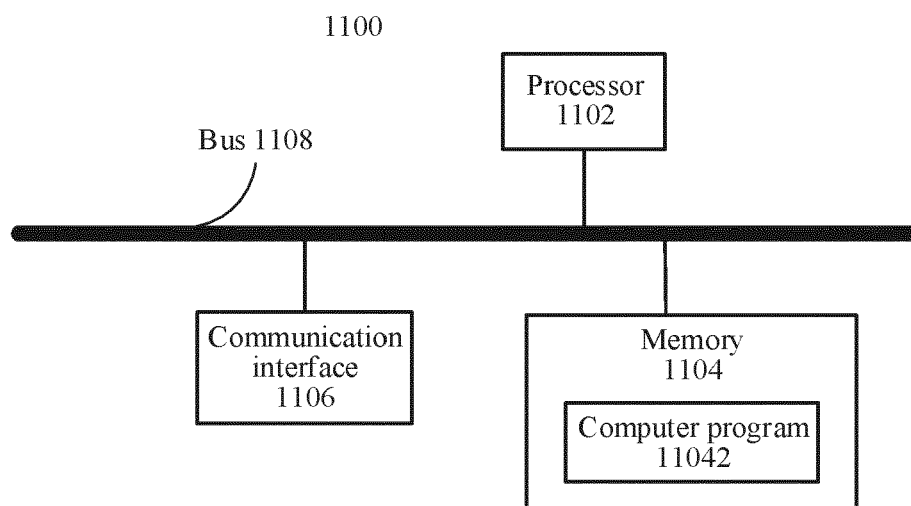 1100
Processor
1102
Bus 1108
Communication
interface
1106
Memory
1104
Computer program
11042